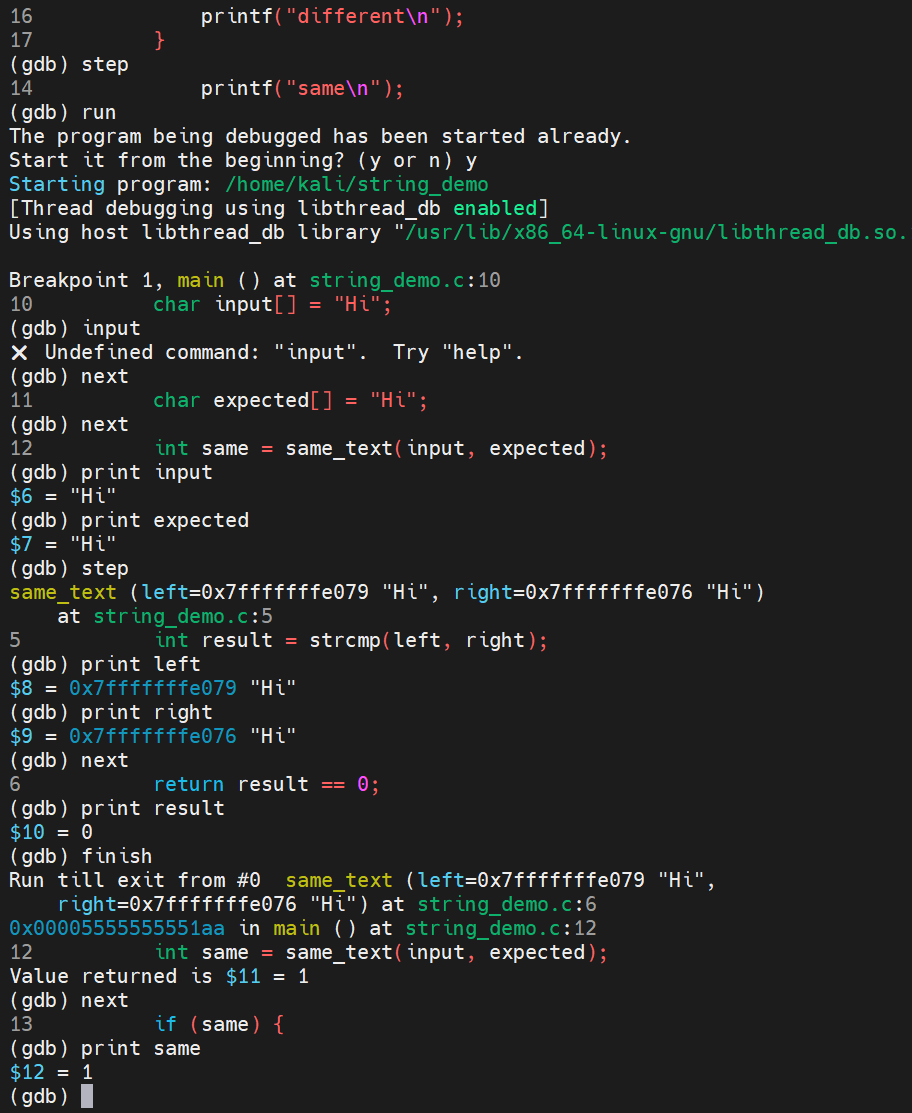 16              printf("different\n");
17          }
(gdb) step
14              printf("same\n");
(gdb) run
The program being debugged has been started already.
Start it from the beginning? (y or n) y
Starting program: /home/kali/string_demo
[Thread debugging using libthread_db enabled]
Using host libthread_db library "/usr/lib/x86_64-linux-gnu/libthread_db.so.

Breakpoint 1, main () at string_demo.c:10
10          char input[] = "Hi";
(gdb) input
❌ Undefined command: "input".  Try "help".
(gdb) next
11          char expected[] = "Hi";
(gdb) next
12          int same = same_text(input, expected);
(gdb) print input
$6 = "Hi"
(gdb) print expected
$7 = "Hi"
(gdb) step
same_text (left=0x7fffffffe079 "Hi", right=0x7fffffffe076 "Hi")
    at string_demo.c:5
5           int result = strcmp(left, right);
(gdb) print left
$8 = 0x7fffffffe079 "Hi"
(gdb) print right
$9 = 0x7fffffffe076 "Hi"
(gdb) next
6           return result == 0;
(gdb) print result
$10 = 0
(gdb) finish
Run till exit from #0  same_text (left=0x7fffffffe079 "Hi",
    right=0x7fffffffe076 "Hi") at string_demo.c:6
0x00005555555551aa in main () at string_demo.c:12
12          int same = same_text(input, expected);
Value returned is $11 = 1
(gdb) next
13          if (same) {
(gdb) print same
$12 = 1
(gdb)